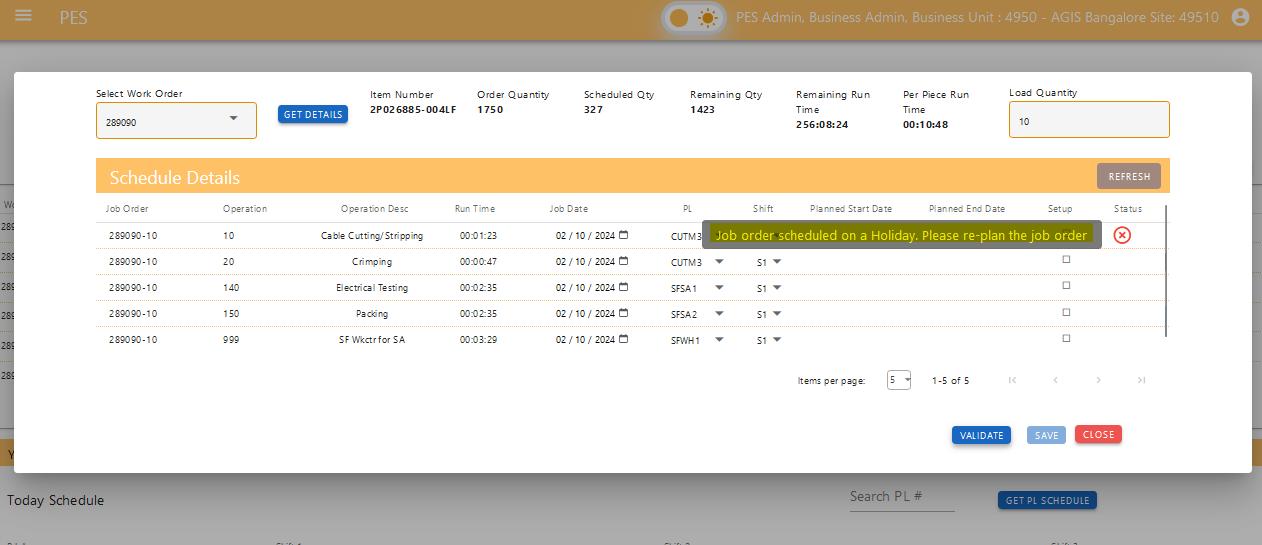 PES
PES Admin, Business Admin, Business Unit : 4950 - AGIS Bangalore Site: 49510
Select Work Order
289090
GET DETAILS
Item Number
2P026885-004LF
Order Quantity
1750
Scheduled Qty
327
Remaining Qty
1423
Remaining Run
Time
256:08:24
Per Piece Run
Time
00:10:48
Load Quantity
10
Schedule Details
REFRESH
Job Order Operation Operation Desc Run Time Job Date PL Shift Planned Start Date Planned End Date Setup Status
289090-10 10 Cable Cutting/Stripping 00:01:23 02 / 10 / 2024 CUTM3
Job order scheduled on a Holiday. Please re-plan the job order
289090-10 20 Crimping 00:00:47 02 / 10 / 2024 CUTM3 S1
289090-10 140 Electrical Testing 00:02:35 02 / 10 / 2024 SFSA1 S1
289090-10 150 Packing 00:02:35 02 / 10 / 2024 SFSA2 S1
289090-10 999 SF Wkctr for SA 00:03:29 02 / 10 / 2024 SFWH1 S1
Items per page: 5 1-5 of 5
VALIDATE SAVE CLOSE
Today Schedule
Search PL #
GET PL SCHEDULE